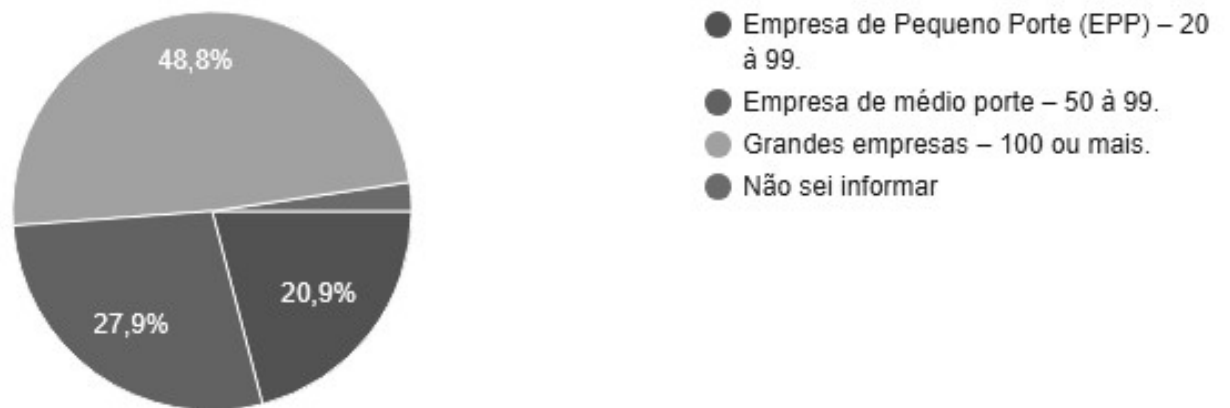 48,8%
27,9%
20,9%
Empresa de Pequeno Porte (EPP) – 20
à 99.
Empresa de médio porte – 50 à 99.
Grandes empresas – 100 ou mais.
Não sei informar